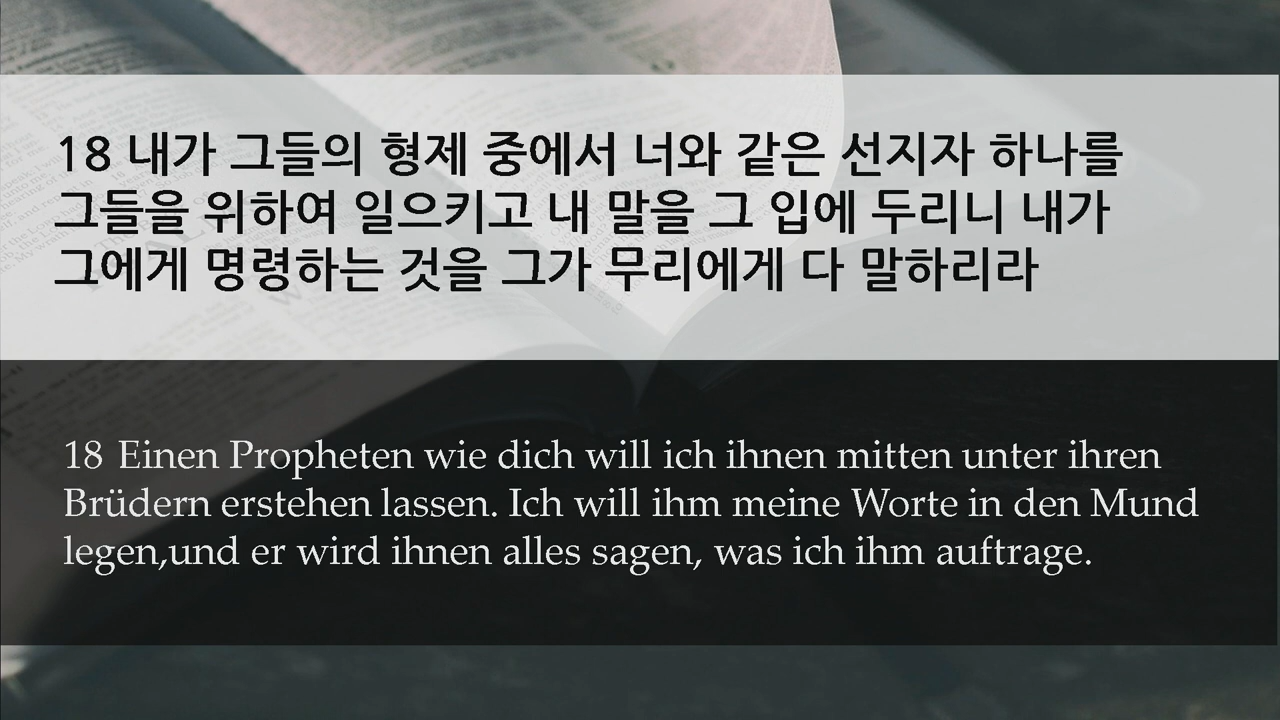 18 내가 그들의 형제 중에서 너와 같은 선지자 하나를
그들을 위하여 일으키고 내 말을 그 입에 두리니 내가
그에게 명령하는 것을 그가 무리에게 다 말하리라
18 Einen Propheten wie dich will ich ihnen mitten unter ihren
Brüdern erstehen lassen. Ich will ihm meine Worte in den Mund
legen,und er wird ihnen alles sagen, was ich ihm auftrage.